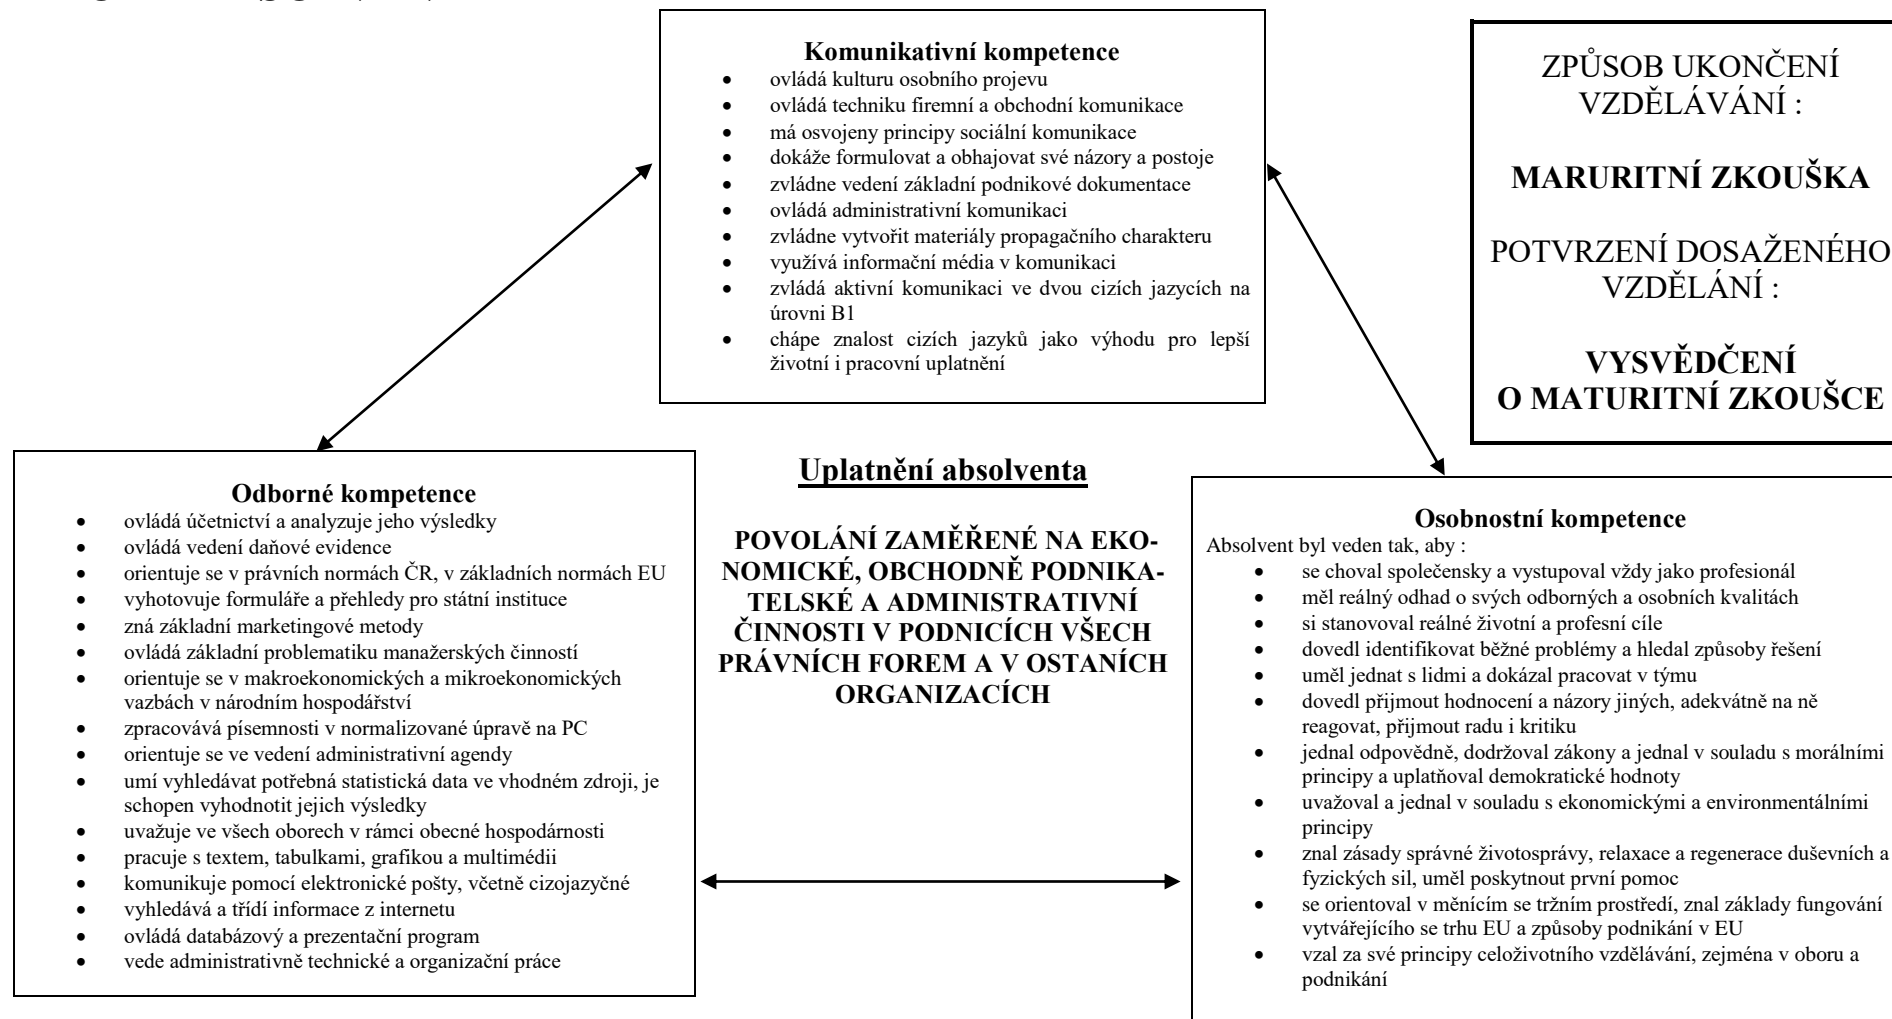 Komunikativní kompetence
• ovládá kulturu osobního projevu
• ovládá techniku firemní a obchodní komunikace
• má osvojeny principy sociální komunikace
• dokáže formulovat a obhajovat své názory a postoje
• zvládne vedení základní podnikové dokumentace
• ovládá administrativní komunikaci
• zvládne vytvořit materiály propagačního charakteru
• využívá informační média v komunikaci
• zvládá aktivní komunikaci ve dvou cizích jazycích na
úrovni B1
• chápe znalost cizích jazyků jako výhodu pro lepší
životní i pracovní uplatnění
ZPŮSOB UKONČENÍ
VZDĚLÁVÁNÍ :
MARURITNÍ ZKOUŠKA
POTVRZENÍ DOSAŽENÉHO
VZDĚLÁNÍ :
VYSVĚDČENÍ
O MATURITNÍ ZKOUŠCE
Odborné kompetence
• ovládá účetnictví a analyzuje jeho výsledky
• ovládá vedení daňové evidence
• orientuje se v právních normách ČR, v základních normách EU
• vyhotovuje formuláře a přehledy pro státní instituce
• zná základní marketingové metody
• ovládá základní problematiku manažerských činností
• orientuje se v makroekonomických a mikroekonomických
vazbách v národním hospodářství
• zpracovává písemnosti v normalizované úpravě na PC
• orientuje se ve vedení administrativní agendy
• umí vyhledávat potřebná statistická data ve vhodném zdroji, je
schopen vyhodnotit jejich výsledky
• uvažuje ve všech oborech v rámci obecné hospodárnosti
• pracuje s textem, tabulkami, grafikou a multimédii
• komunikuje pomocí elektronické pošty, včetně cizojazyčné
• vyhledává a třídí informace z internetu
• ovládá databázový a prezentační program
• vede administrativně technické a organizační práce
Uplatnění absolventa
POVOLÁNÍ ZAMĚŘENÉ NA EKO-
NOMICKÉ, OBCHODNĚ PODNIKA-
TELSKÉ A ADMINISTRATIVNÍ
ČINNOSTI V PODNICÍCH VŠECH
PRÁVNÍCH FOREM A V OSTANÍCH
ORGANIZACÍCH
Osobnostní kompetence
Absolvent byl veden tak, aby :
• se choval společensky a vystupoval vždy jako profesionál
• měl reálný odhad o svých odborných a osobních kvalitách
• si stanovoval reálné životní a profesní cíle
• dovedl identifikovat běžné problémy a hledal způsoby řešení
• uměl jednat s lidmi a dokázal pracovat v týmu
• dovedl přijmout hodnocení a názory jiných, adekvátně na ně
reagovat, přijmout radu i kritiku
• jednal odpovědně, dodržoval zákony a jednal v souladu s morálními
principy a uplatňoval demokratické hodnoty
• uvažoval a jednal v souladu s ekonomickými a environmentálními
principy
• znal zásady správné životosprávy, relaxace a regenerace duševních a
fyzických sil, uměl poskytnout první pomoc
• se orientoval v měnícím se tržním prostředí, znal základy fungování
vytvářejícího se trhu EU a způsoby podnikání v EU
• vzal za své principy celoživotního vzdělávání, zejména v oboru a
podnikání